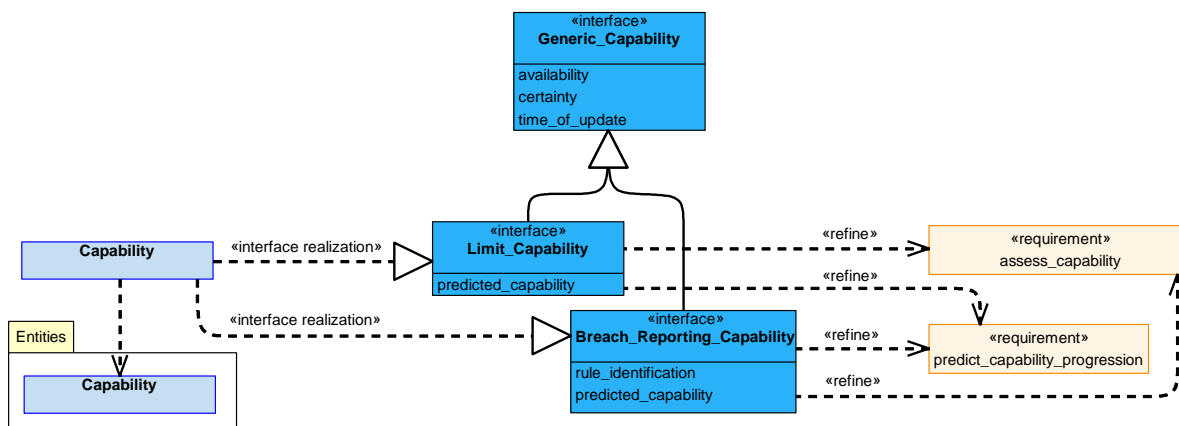 «interface»
Generic_Capability
availability
certainty
time_of_update
Capability
«interface realization»
«interface»
Limit_Capability
predicted_capability
«refine»
«requirement»
assess_capability
«refine»
«interface realization»
«interface»
Breach_Reporting_Capability
rule_identification
predicted_capability
«refine»
«requirement»
predict_capability_progression
«refine»
Entities
Capability